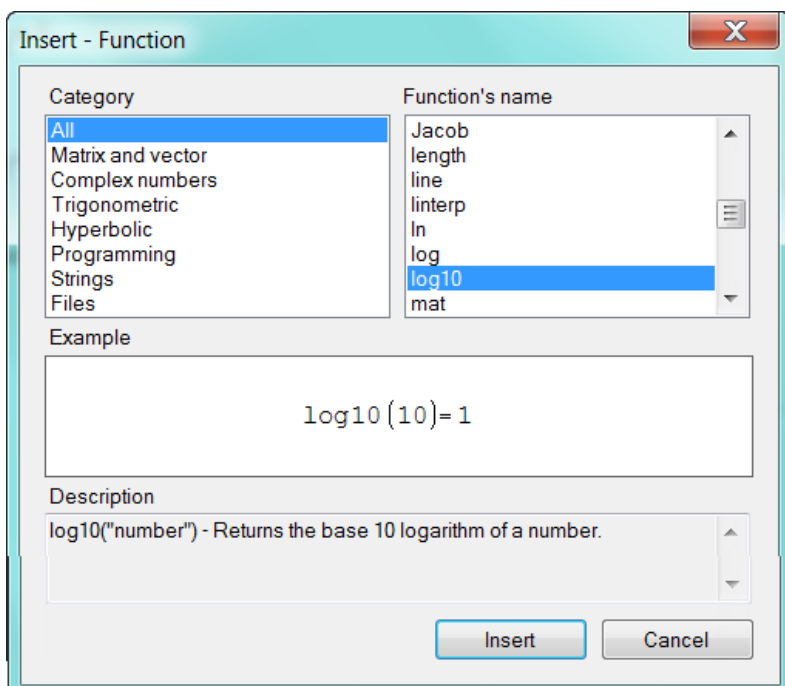 Insert - Function
Category
Function's name
All
Matrix and vector
Complex numbers
Trigonometric
Hyperbolic
Programming
Strings
Files
Jacob
length
line
linterp
ln
log
log10
mat
Example
log10(10)=1
Description
log10("number") - Returns the base 10 logarithm of a number.
Insert
Cancel